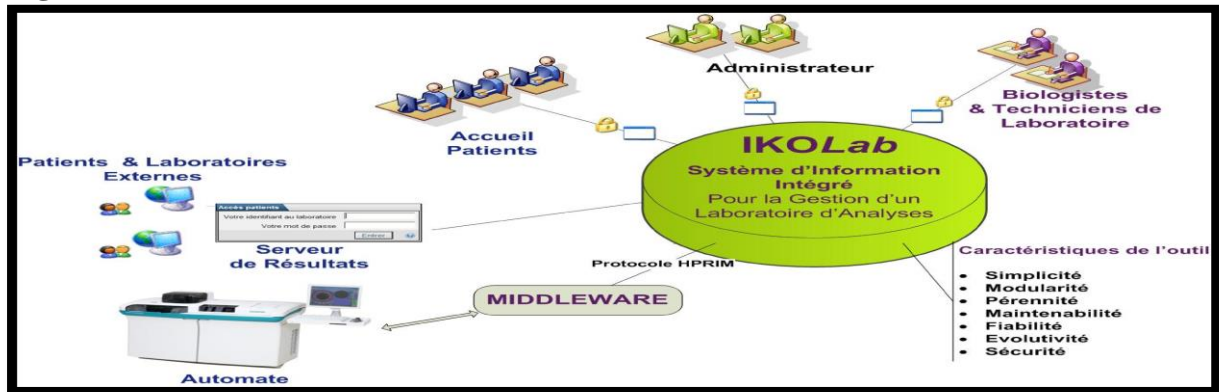 Administrateur
Biologistes
& Techniciens de
Laboratoire
Accueil
Patients
IKOLab
Système d'Information
Intégré
Pour la Gestion d'un
Laboratoire d'Analyses
Patients & Laboratoires
Externes
Accès patients
Votre identifiant au laboratoire
Votre mot de passe
Entrer
Serveur
de Résultats
Protocole HPRIM
MIDDLEWARE
Automate
Caractéristiques de l'outil
• Simplicité
• Modularité
• Pérennité
• Maintenabilité
• Fiabilité
• Evolutivité
• Sécurité